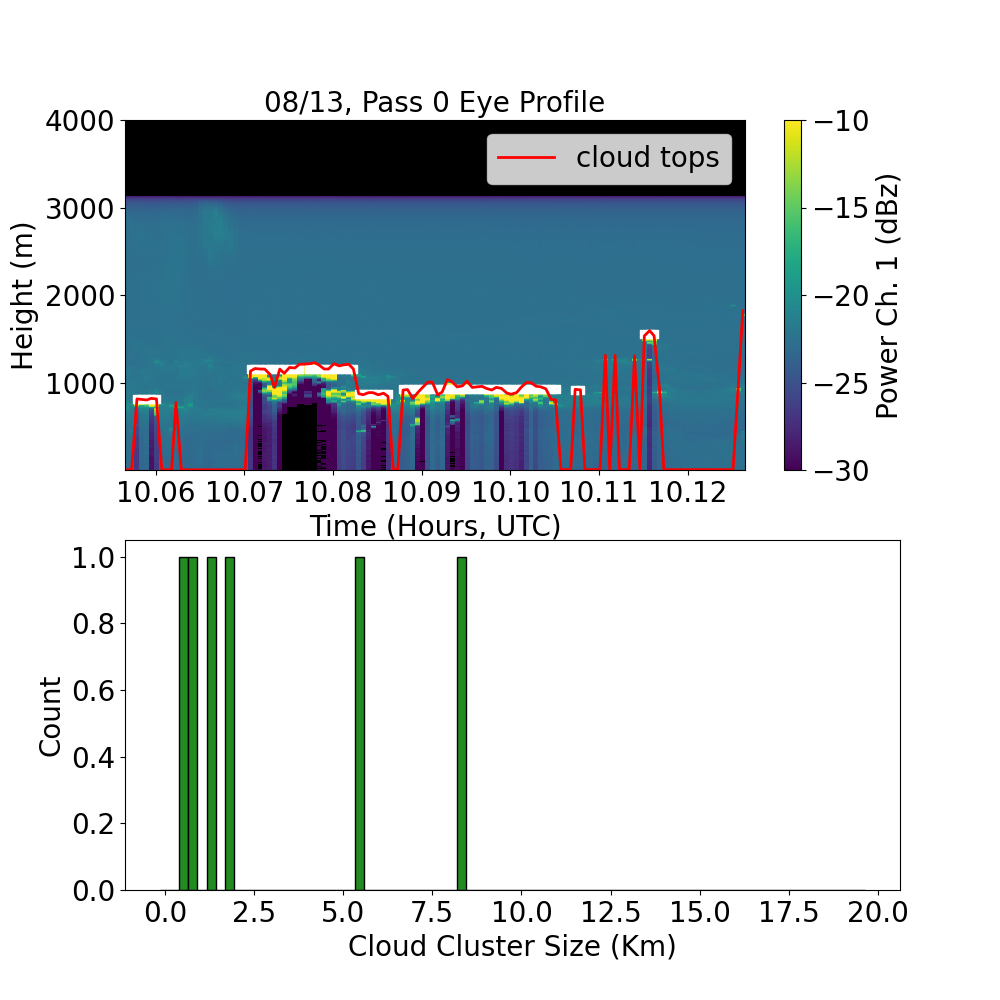 08/13, Pass 0 Eye Profile
cloud tops
4000
3000
2000
1000
Height (m)
10.06 10.07 10.08 10.09 10.10 10.11 10.12
Time (Hours, UTC)
−10
−15
−20
−25
−30
Power Ch. 1 (dBz)
1.0
0.8
0.6
0.4
0.2
0.0
Count
0.0 2.5 5.0 7.5 10.0 12.5 15.0 17.5 20.0
Cloud Cluster Size (Km)